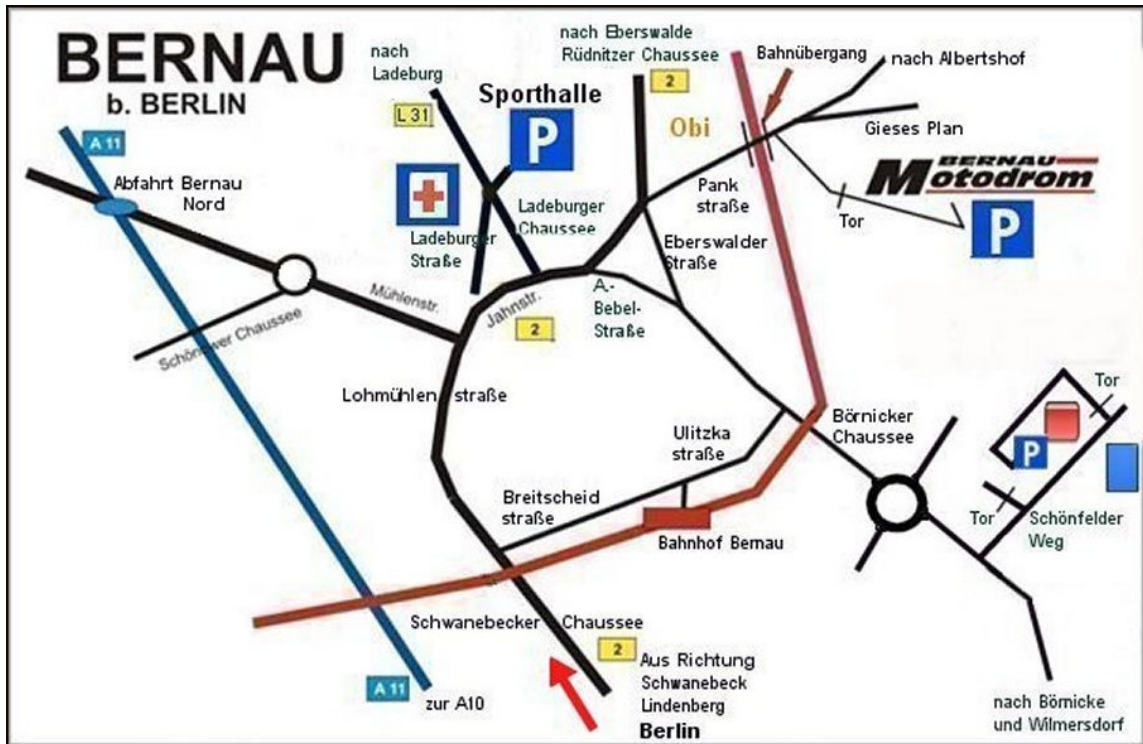 BERNAU
b. BERLIN
A 11
Abfahrt Bernau
Nord
nach
Ladeburg
L 31
Sporthalle
P
nach Eberswalde
Rüdnitzer Chaussee
2
Obi
Bahnübergang
nach Albertshof
Gieses Plan
BERNAU
Motodrom
P
Tor
Pank
straße
Ladeburger
Chaussee
Ladeburger
Straße
Eberswalder
Straße
A.-
Bebel-
Straße
Mühlenstr.
Jahnstr.
2
Schönower Chaussee
Lohmühlen straße
Ulitzka
straße
Börnicker
Chaussee
Tor
P
Tor
Schönfelder
Weg
Breitscheid
straße
Bahnhof Bernau
Schwanebecker Chaussee
2
Aus Richtung
Schwanebeck
Lindenberg
Berlin
A 11
zur A10
nach Börnicke
und Wilmersdorf